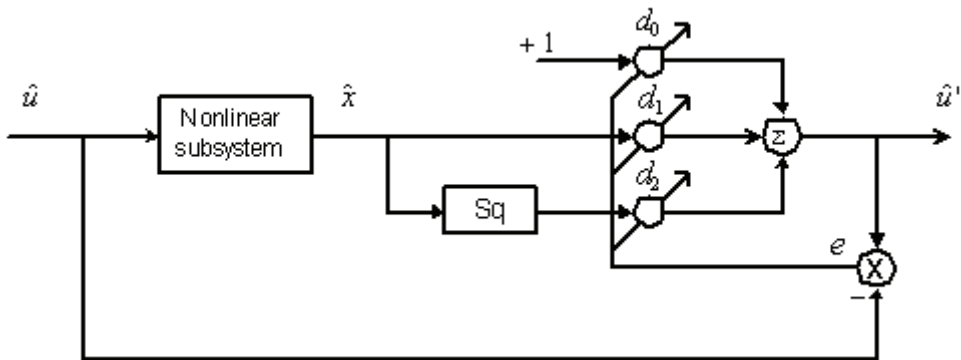 d₀
+ 1
û
x̂
d₁
û'
Nonlinear
subsystem
Σ
d₂
Sq
e
X
−